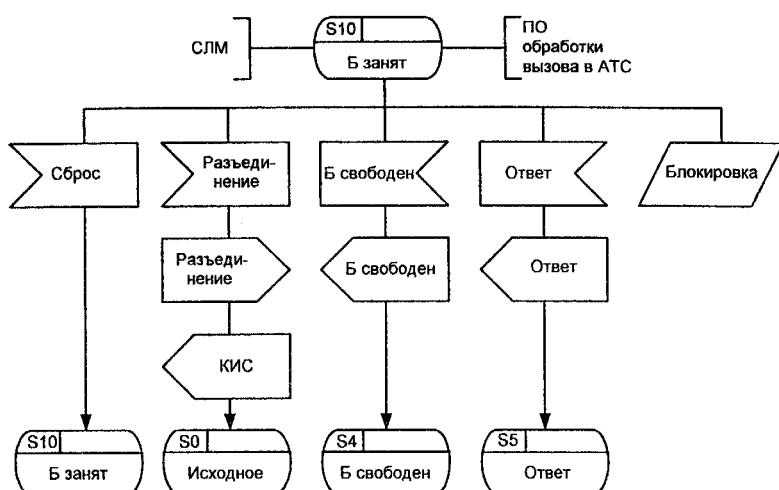 S10
СЛМ
Б занят
ПО
обработки
вызова в АТС
Сброс
Разъеди-
нение
Б свободен
Ответ
Блокировка
Разъеди-
нение
Б свободен
Ответ
КИС
S10
S0
S4
S5
Б занят
Исходное
Б свободен
Ответ